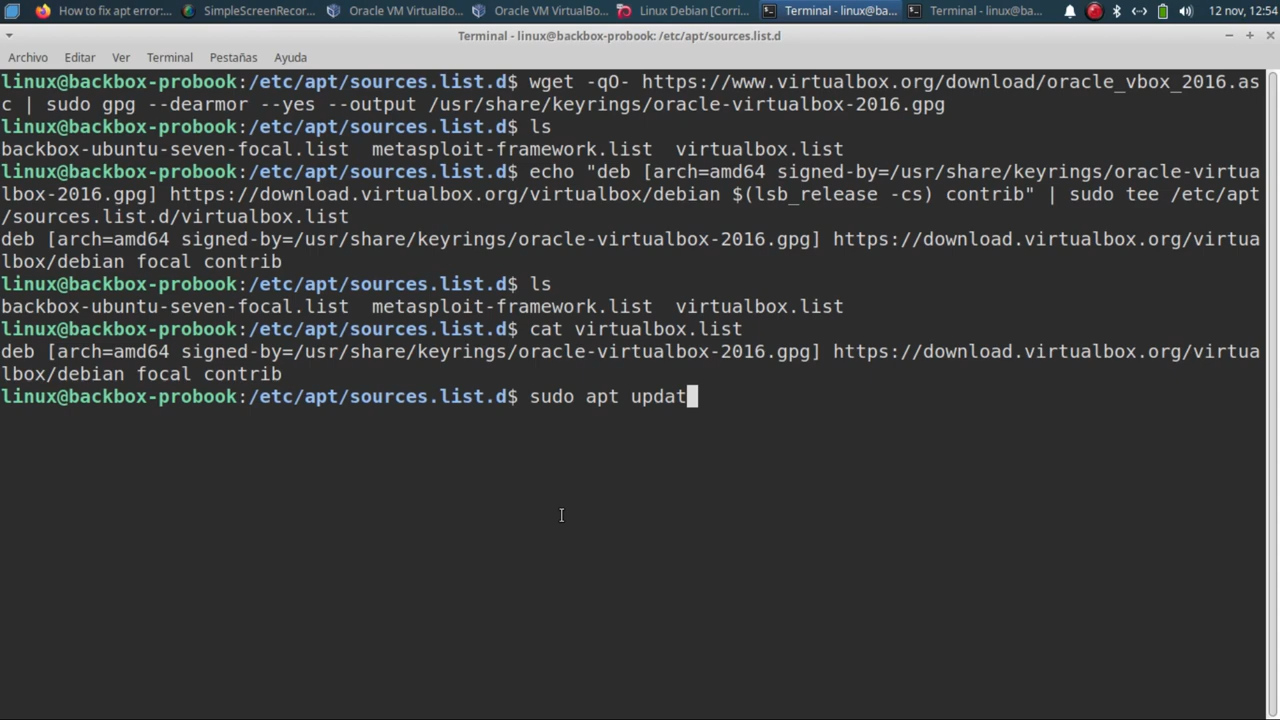 How to fix apt error:...
SimpleScreenRecor...
Oracle VM VirtualBo...
Oracle VM VirtualBo...
Linux Debian [Corri...
Terminal - linux@ba...
Terminal - linux@ba...
12 nov, 12:54
Terminal - linux@backbox-probook: /etc/apt/sources.list.d
Archivo Editar Ver Terminal Pestañas Ayuda
linux@backbox-probook:/etc/apt/sources.list.d$ wget -qO- https://www.virtualbox.org/download/oracle_vbox_2016.as
c | sudo gpg --dearmor --yes --output /usr/share/keyrings/oracle-virtualbox-2016.gpg
linux@backbox-probook:/etc/apt/sources.list.d$ ls
backbox-ubuntu-seven-focal.list  metasploit-framework.list  virtualbox.list
linux@backbox-probook:/etc/apt/sources.list.d$ echo "deb [arch=amd64 signed-by=/usr/share/keyrings/oracle-virtua
lbox-2016.gpg] https://download.virtualbox.org/virtualbox/debian $(lsb_release -cs) contrib" | sudo tee /etc/apt
/sources.list.d/virtualbox.list
deb [arch=amd64 signed-by=/usr/share/keyrings/oracle-virtualbox-2016.gpg] https://download.virtualbox.org/virtua
lbox/debian focal contrib
linux@backbox-probook:/etc/apt/sources.list.d$ ls
backbox-ubuntu-seven-focal.list  metasploit-framework.list  virtualbox.list
linux@backbox-probook:/etc/apt/sources.list.d$ cat virtualbox.list
deb [arch=amd64 signed-by=/usr/share/keyrings/oracle-virtualbox-2016.gpg] https://download.virtualbox.org/virtua
lbox/debian focal contrib
linux@backbox-probook:/etc/apt/sources.list.d$ sudo apt updat